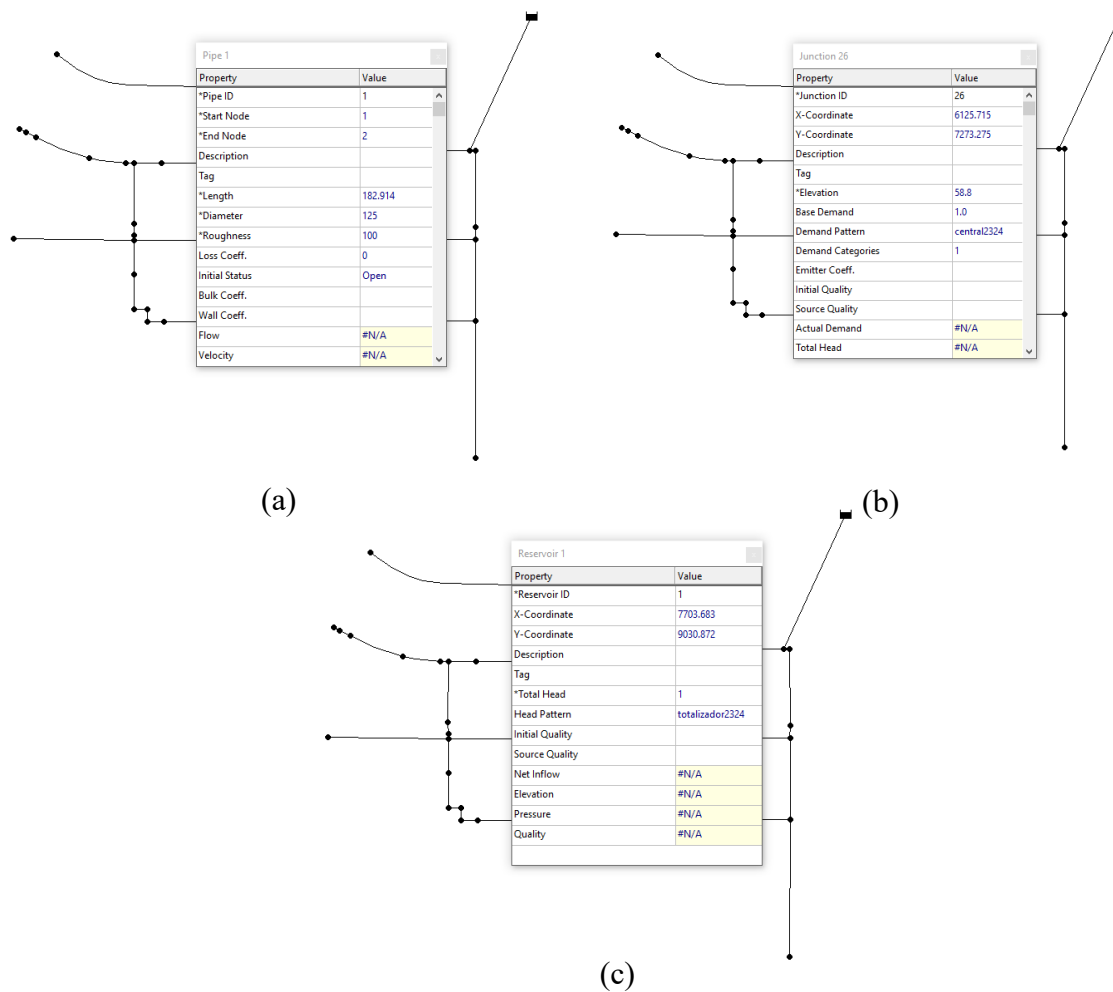 Pipe 1
Property Value
*Pipe ID 1
*Start Node 1
*End Node 2
Description
Tag
*Length 182.914
*Diameter 125
*Roughness 100
Loss Coeff. 0
Initial Status Open
Bulk Coeff.
Wall Coeff.
Flow #N/A
Velocity #N/A
(a)
Junction 26
Property Value
*Junction ID 26
X-Coordinate 6125.715
Y-Coordinate 7273.275
Description
Tag
*Elevation 58.8
Base Demand 1.0
Demand Pattern central2324
Demand Categories 1
Emitter Coeff.
Initial Quality
Source Quality
Actual Demand #N/A
Total Head #N/A
(b)
Reservoir 1
Property Value
*Reservoir ID 1
X-Coordinate 7703.683
Y-Coordinate 9030.872
Description
Tag
*Total Head 1
Head Pattern totalizador2324
Initial Quality
Source Quality
Net Inflow #N/A
Elevation #N/A
Pressure #N/A
Quality #N/A
(c)